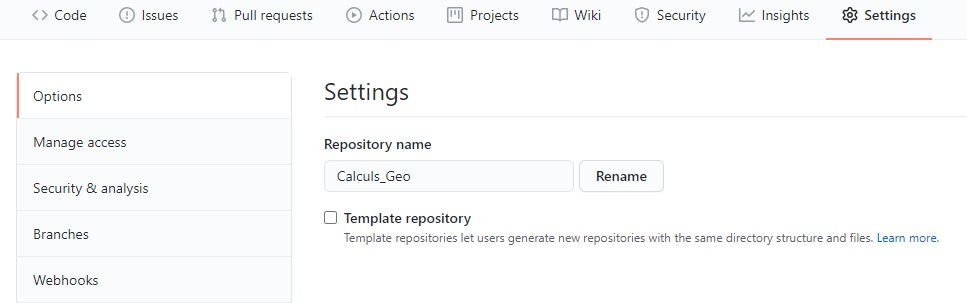 Code Issues Pull requests Actions Projects Wiki Security Insights Settings
Options
Manage access
Security & analysis
Branches
Webhooks
Settings
Repository name
Calculs_Geo Rename
Template repository
Template repositories let users generate new repositories with the same directory structure and files. Learn more.